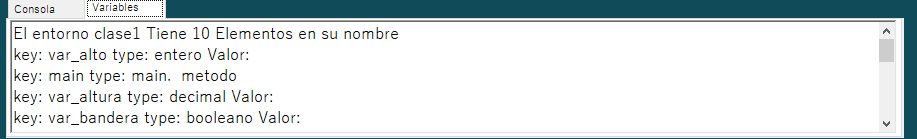 Consola
Variables
El entorno clase1 Tiene 10 Elementos en su nombre
key: var_alto type: entero Valor:
key: main type: main.  metodo
key: var_altura type: decimal Valor:
key: var_bandera type: booleano Valor: